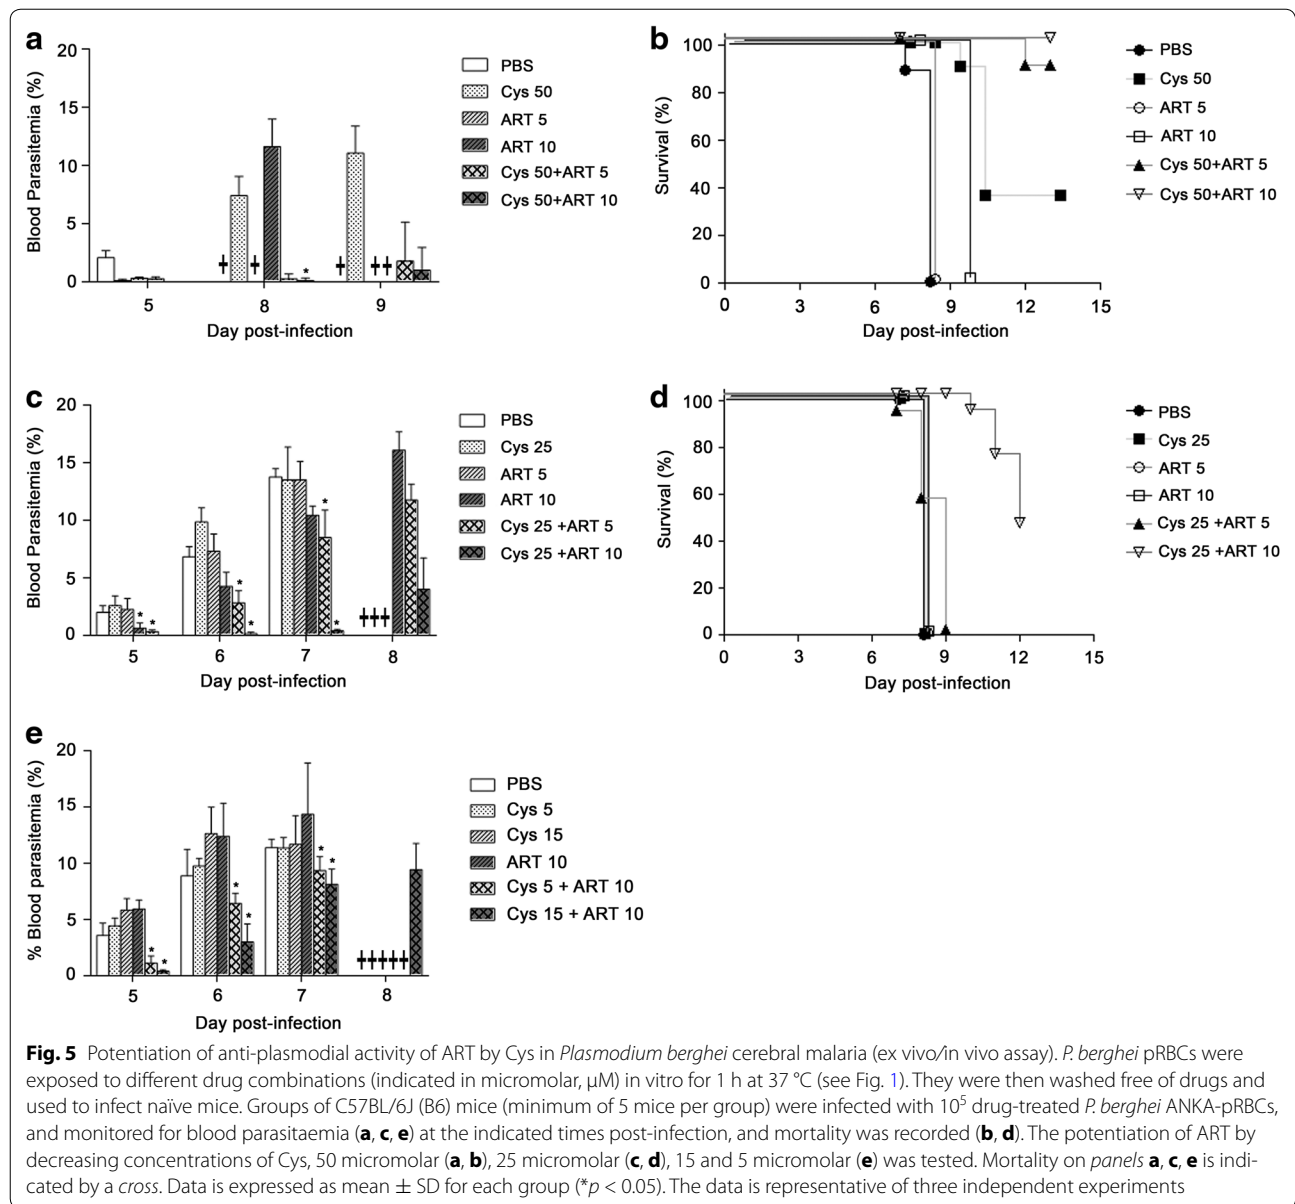 a
20
15
10
5
0
Blood Parasitemia (%)
5
8
9
*
Day post-infection
PBS
Cys 50
ART 5
ART 10
Cys 50+ART 5
Cys 50+ART 10
b
100
80
60
40
20
0
Survival (%)
0
3
6
9
12
15
Day post-infection
PBS
Cys 50
ART 5
ART 10
Cys 50+ART 5
Cys 50+ART 10
c
20
15
10
5
0
Blood Parasitemia (%)
* *
* *
* *
5
6
7
8
Day post-infection
PBS
Cys 25
ART 5
ART 10
Cys 25 +ART 5
Cys 25 +ART 10
d
100
80
60
40
20
0
Survival (%)
0
3
6
9
12
15
Day post-infection
PBS
Cys 25
ART 5
ART 10
Cys 25 +ART 5
Cys 25 +ART 10
e
20
15
10
5
0
% Blood parasitemia (%)
* *
* *
* *
5
6
7
8
Day post-infection
PBS
Cys 5
Cys 15
ART 10
Cys 5 + ART 10
Cys 15 + ART 10
Fig. 5 Potentiation of anti-plasmodial activity of ART by Cys in Plasmodium berghei cerebral malaria (ex vivo/in vivo assay). P. berghei pRBCs were
exposed to different drug combinations (indicated in micromolar, μM) in vitro for 1 h at 37 °C (see Fig. 1). They were then washed free of drugs and
used to infect naïve mice. Groups of C57BL/6J (B6) mice (minimum of 5 mice per group) were infected with 10⁵ drug-treated P. berghei ANKA-pRBCs,
and monitored for blood parasitaemia (a, c, e) at the indicated times post-infection, and mortality was recorded (b, d). The potentiation of ART by
decreasing concentrations of Cys, 50 micromolar (a, b), 25 micromolar (c, d), 15 and 5 micromolar (e) was tested. Mortality on panels a, c, e is indi-
cated by a cross. Data is expressed as mean ± SD for each group (*p < 0.05). The data is representative of three independent experiments